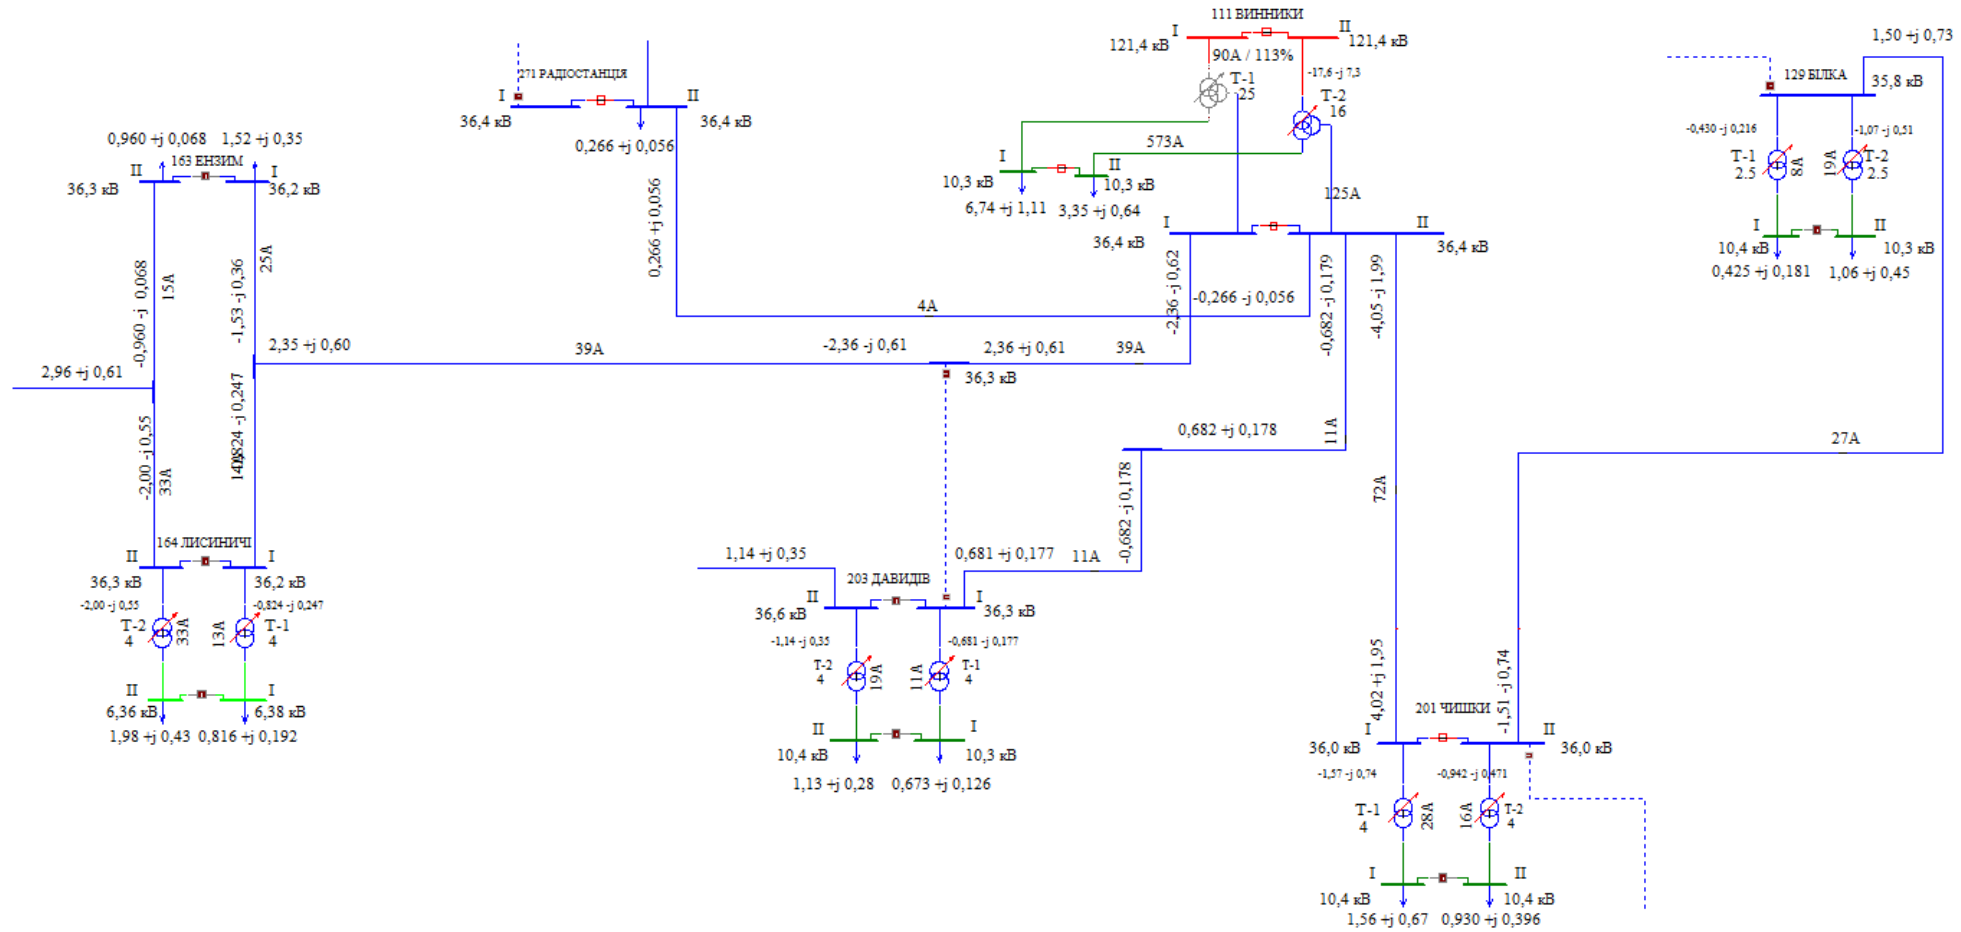 111 ВИННИКИ
I
II
121,4 кВ
121,4 кВ
90А / 113%
-17,6 -j 7,3
Т-1
25
Т-2
16
573А
I
II
10,3 кВ
10,3 кВ
6,74 +j 1,11
3,35 +j 0,64
125А
I
II
36,4 кВ
36,4 кВ
-2,36 -j 0,62
-0,266 -j 0,056
-0,682 -j 0,179
-4,05 -j 1,99
271 РАДІОСТАНЦІЯ
I
II
36,4 кВ
36,4 кВ
0,266 +j 0,056
0,266 +j 0,056
4А
1,50 +j 0,73
129 БІЛКА
35,8 кВ
-0,430 -j 0,216
-1,07 -j 0,51
Т-1
2.5
8А
19А
Т-2
2.5
I
II
10,4 кВ
10,3 кВ
0,425 +j 0,181
1,06 +j 0,45
27А
0,960 +j 0,068
1,52 +j 0,35
163 ЕНЗИМ
II
I
36,3 кВ
36,2 кВ
-0,960 -j 0,068
15А
-1,53 -j 0,36
25А
2,35 +j 0,60
39А
-2,36 -j 0,61
2,36 +j 0,61
39А
36,3 кВ
2,96 +j 0,61
-2,00 -j 0,55
33А
-0,824 -j 0,247
164 ЛИСИНИЧІ
II
I
36,3 кВ
36,2 кВ
-2,00 -j 0,55
-0,824 -j 0,247
Т-2
4
33А
13А
Т-1
4
II
I
6,36 кВ
6,38 кВ
1,98 +j 0,43
0,816 +j 0,192
0,682 +j 0,178
11А
-0,682 -j 0,178
1,14 +j 0,35
0,681 +j 0,177
11А
203 ДАВИДІВ
II
I
36,6 кВ
36,3 кВ
-1,14 -j 0,35
-0,681 -j 0,177
Т-2
4
19А
11А
Т-1
4
II
I
10,4 кВ
10,3 кВ
1,13 +j 0,28
0,673 +j 0,126
72А
4,02 +j 1,95
-1,51 -j 0,74
201 ЧИШКИ
I
II
36,0 кВ
36,0 кВ
-1,57 -j 0,74
-0,942 -j 0,471
Т-1
4
28А
16А
Т-2
4
I
II
10,4 кВ
10,4 кВ
1,56 +j 0,67
0,930 +j 0,396